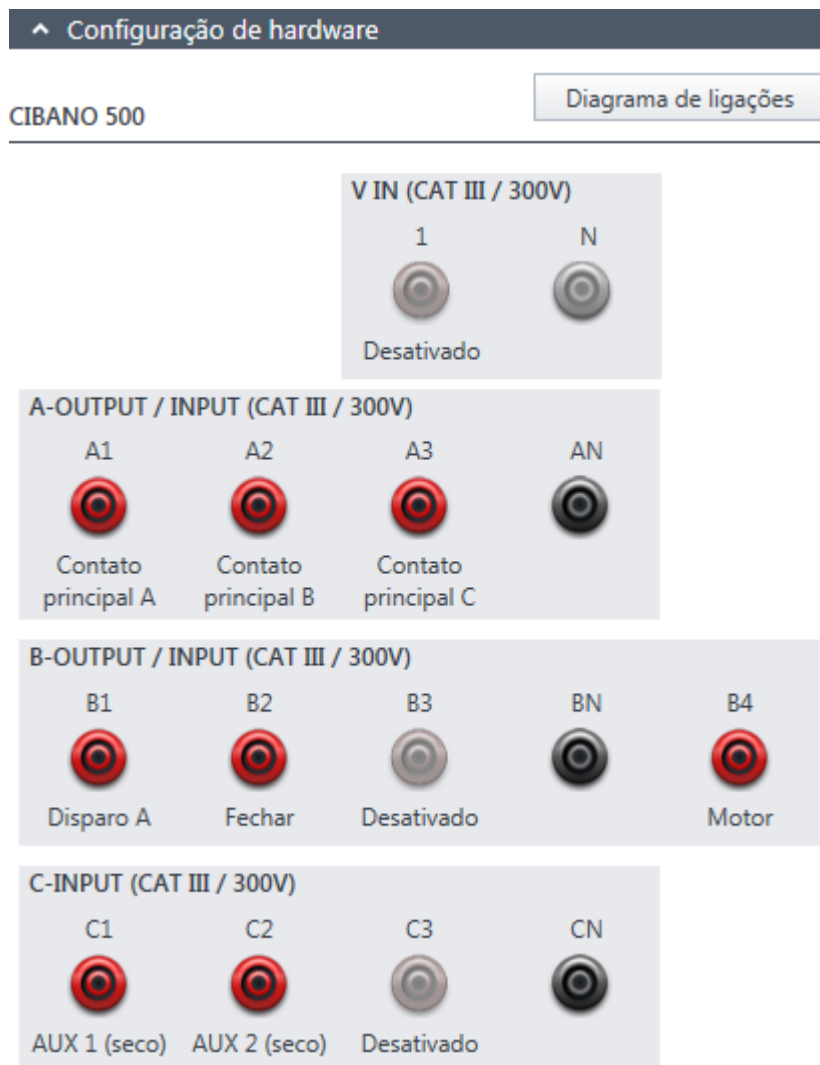 Configuração de hardware
Diagrama de ligações
CIBANO 500
V IN (CAT III / 300V)
1 N
Desativado
A-OUTPUT / INPUT (CAT III / 300V)
A1 A2 A3 AN
Contato Contato Contato
principal A principal B principal C
B-OUTPUT / INPUT (CAT III / 300V)
B1 B2 B3 BN B4
Disparo A Fechar Desativado Motor
C-INPUT (CAT III / 300V)
C1 C2 C3 CN
AUX 1 (seco) AUX 2 (seco) Desativado